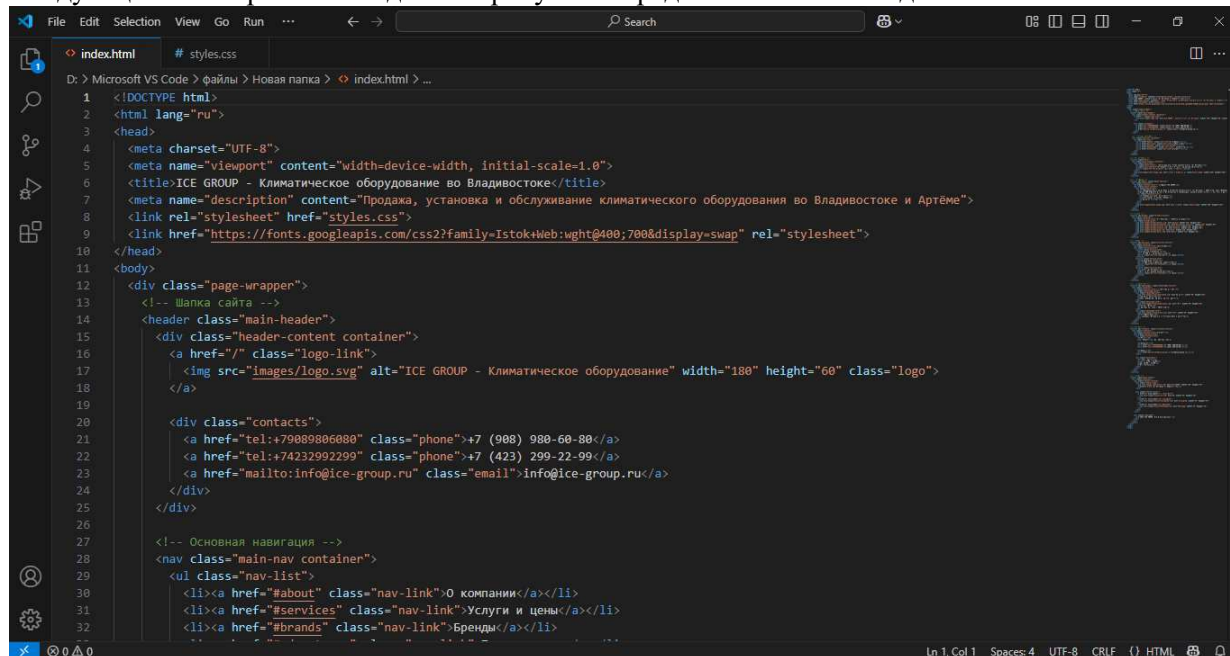 File Edit Selection View Go Run ··· Search
index.html # styles.css
D: > Microsoft VS Code > файлы > Новая папка > index.html > ...
1 <!DOCTYPE html>
2 <html lang="ru">
3 <head>
4 <meta charset="UTF-8">
5 <meta name="viewport" content="width=device-width, initial-scale=1.0">
6 <title>ICE GROUP - Климатическое оборудование во Владивостоке</title>
7 <meta name="description" content="Продажа, установка и обслуживание климатического оборудования во Владивостоке и Артёме">
8 <link rel="stylesheet" href="styles.css">
9 <link href="https://fonts.googleapis.com/css2?family=Istok+Web:wght@400;700&display=swap" rel="stylesheet">
10 </head>
11 <body>
12 <div class="page-wrapper">
13 <!-- Шапка сайта -->
14 <header class="main-header">
15 <div class="header-content container">
16 <a href="/" class="logo-link">
17 <img src="images/logo.svg" alt="ICE GROUP - Климатическое оборудование" width="180" height="60" class="logo">
18 </a>
19
20 <div class="contacts">
21 <a href="tel:+79089806080" class="phone">+7 (908) 980-60-80</a>
22 <a href="tel:+74232992299" class="phone">+7 (423) 299-22-99</a>
23 <a href="mailto:info@ice-group.ru" class="email">info@ice-group.ru</a>
24 </div>
25 </div>
26
27 <!-- Основная навигация -->
28 <nav class="main-nav container">
29 <ul class="nav-list">
30 <li><a href="#about" class="nav-link">О компании</a></li>
31 <li><a href="#services" class="nav-link">Услуги и цены</a></li>
32 <li><a href="#brands" class="nav-link">Бренды</a></li>
0 0 Ln 1, Col 1 Spaces: 4 UTF-8 CRLF {} HTML